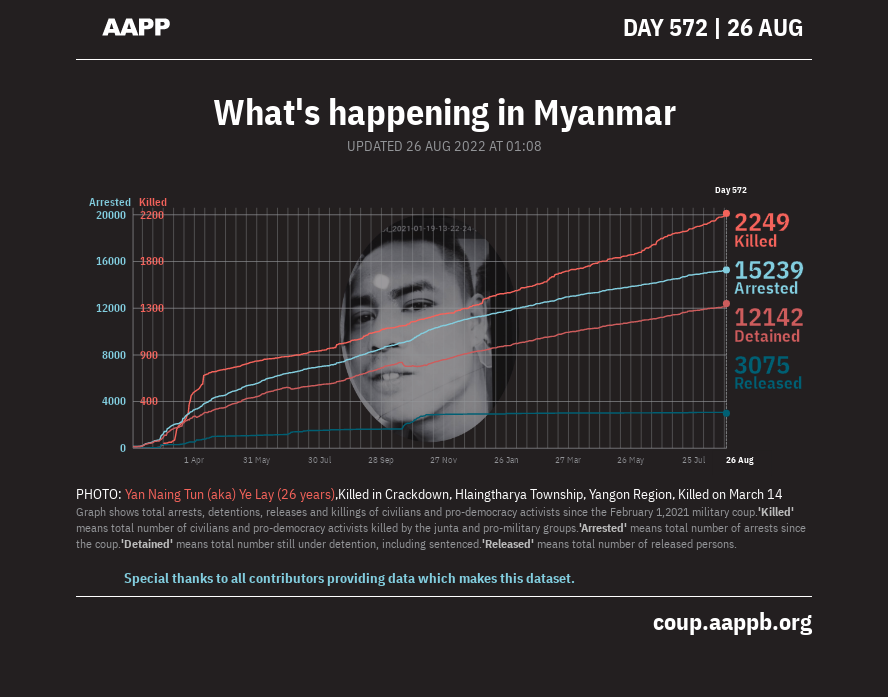 AAPP
DAY 572 | 26 AUG
What's happening in Myanmar
UPDATED 26 AUG 2022 AT 01:08
Day 572
Arrested Killed
20000 2200
16000 1800
12000 1300
8000 900
4000 400
0
2021-01-19-13-22 24
2249
Killed
15239
Arrested
12142
Detained
3075
Released
1 Apr 31 May 30 Jul 28 Sep 27 Nov 26 Jan 27 Mar 26 May 25 Jul 26 Aug
PHOTO: Yan Naing Tun (aka) Ye Lay (26 years),Killed in Crackdown, Hlaingtharya Township, Yangon Region, Killed on March 14
Graph shows total arrests, detentions, releases and killings of civilians and pro-democracy activists since the February 1,2021 military coup.'Killed'
means total number of civilians and pro-democracy activists killed by the junta and pro-military groups.'Arrested' means total number of arrests since
the coup.'Detained' means total number still under detention, including sentenced.'Released' means total number of released persons.
Special thanks to all contributors providing data which makes this dataset.
coup.aappb.org